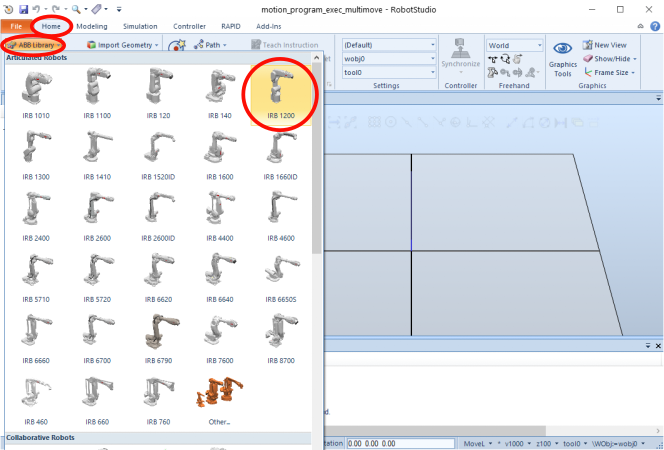 motion_program_exec_multimove - RobotStudio
File Home Modeling Simulation Controller RAPID Add-Ins
ABB Library Import Geometry Path Teach Instruction (Default) World New View
wobj0 Synchronize Graphics Tools Show/Hide
tool0 Frame Size
Settings Controller Freehand Graphics
Articulated Robots
IRB 1010 IRB 1100 IRB 120 IRB 140 IRB 1200
IRB 1300 IRB 1410 IRB 1520ID IRB 1600 IRB 1660ID
IRB 2400 IRB 2600 IRB 2600ID IRB 4400 IRB 4600
IRB 5710 IRB 5720 IRB 6620 IRB 6640 IRB 6650S
IRB 6660 IRB 6700 IRB 6790 IRB 7600 IRB 8700
IRB 460 IRB 660 IRB 760 Other...
Collaborative Robots
0.00 0.00 0.00 MoveL * v1000 z100 tool0 \WObj:=wobj0